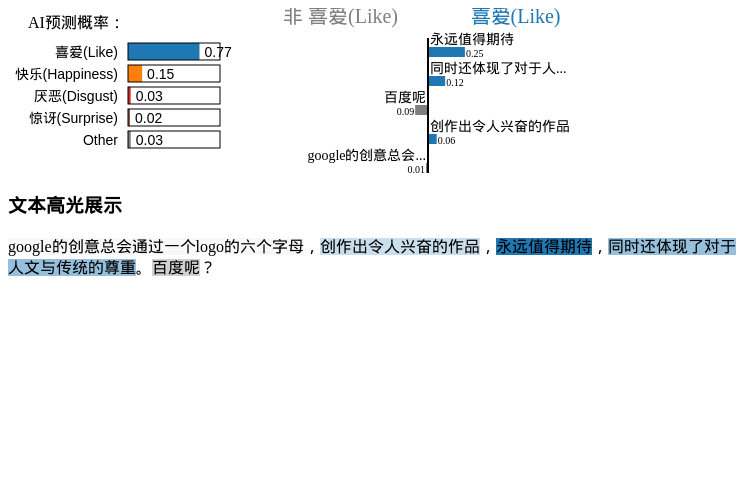 AI预测概率：
喜爱(Like) 0.77
快乐(Happiness) 0.15
厌恶(Disgust) 0.03
惊讶(Surprise) 0.02
Other 0.03
非 喜爱(Like) 喜爱(Like)
永远值得期待
0.25
同时还体现了对于人...
0.12
百度呢
0.09
创作出令人兴奋的作品
0.06
google的创意总会...
0.01
文本高光展示
google的创意总会通过一个logo的六个字母，创作出令人兴奋的作品，永远值得期待，同时还体现了对于
人文与传统的尊重。百度呢？